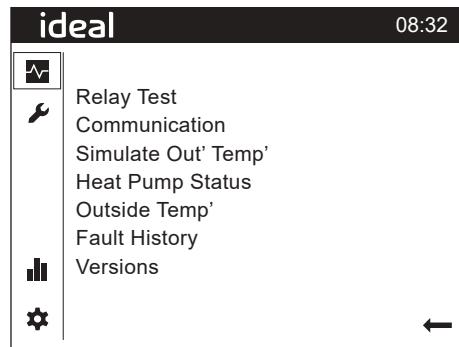 ideal 08:32
Relay Test
Communication
Simulate Out' Temp'
Heat Pump Status
Outside Temp'
Fault History
Versions